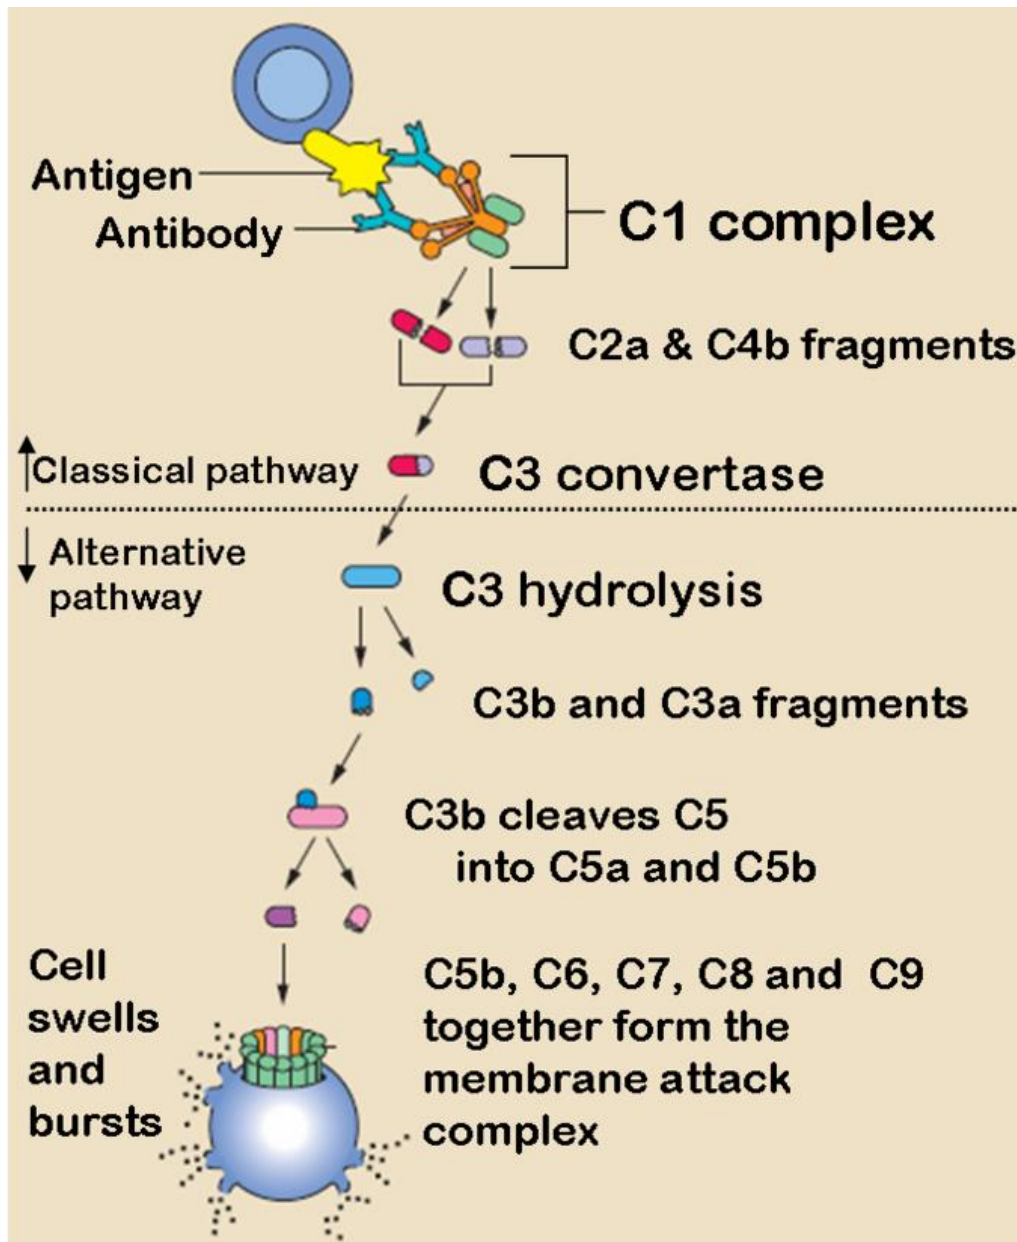 Antigen
Antibody
C1 complex
C2a & C4b fragments
Classical pathway
C3 convertase
Alternative
pathway
C3 hydrolysis
C3b and C3a fragments
C3b cleaves C5
into C5a and C5b
Cell
swells
and
bursts
C5b, C6, C7, C8 and C9
together form the
membrane attack
complex